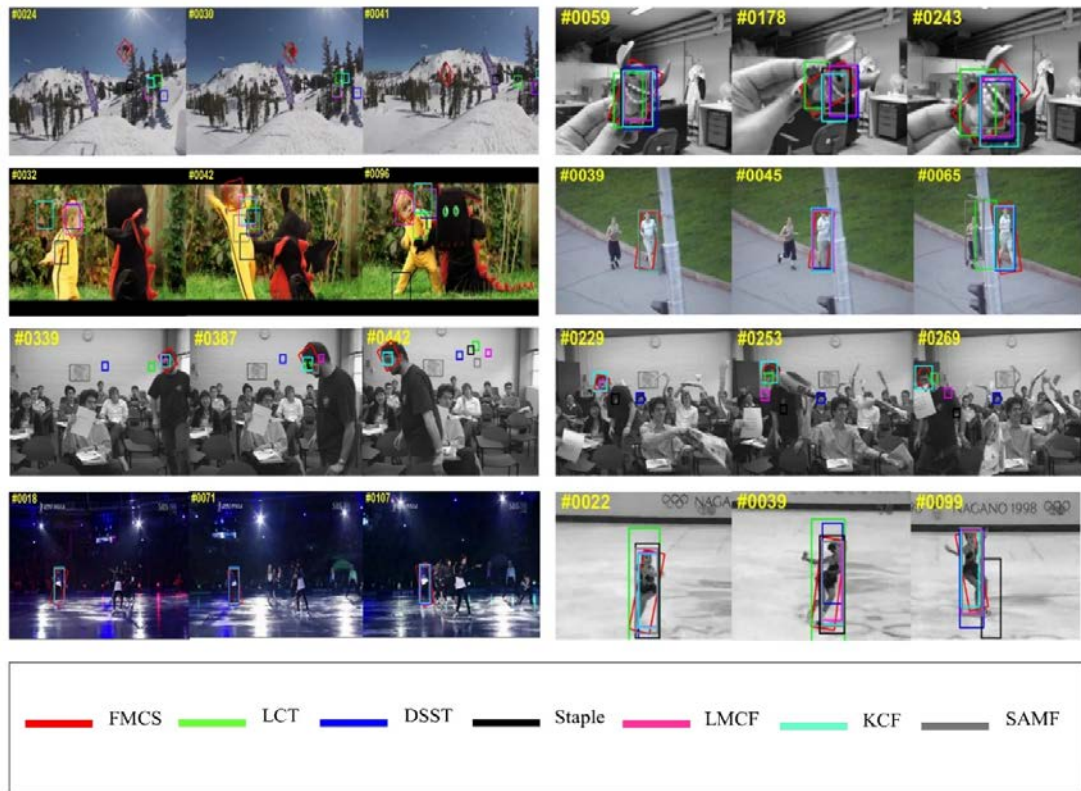 #0024 #0030 #0041 #0059 #0178 #0243
#0032 #0042 #0096 #0039 #0045 #0065
#0339 #0387 #0442 #0229 #0253 #0269
#0018 #0071 #0107 #0022 #0039 #0099
NAGANO
NAGANO 1998
FMCS LCT DSST Staple LMCF KCF SAMF